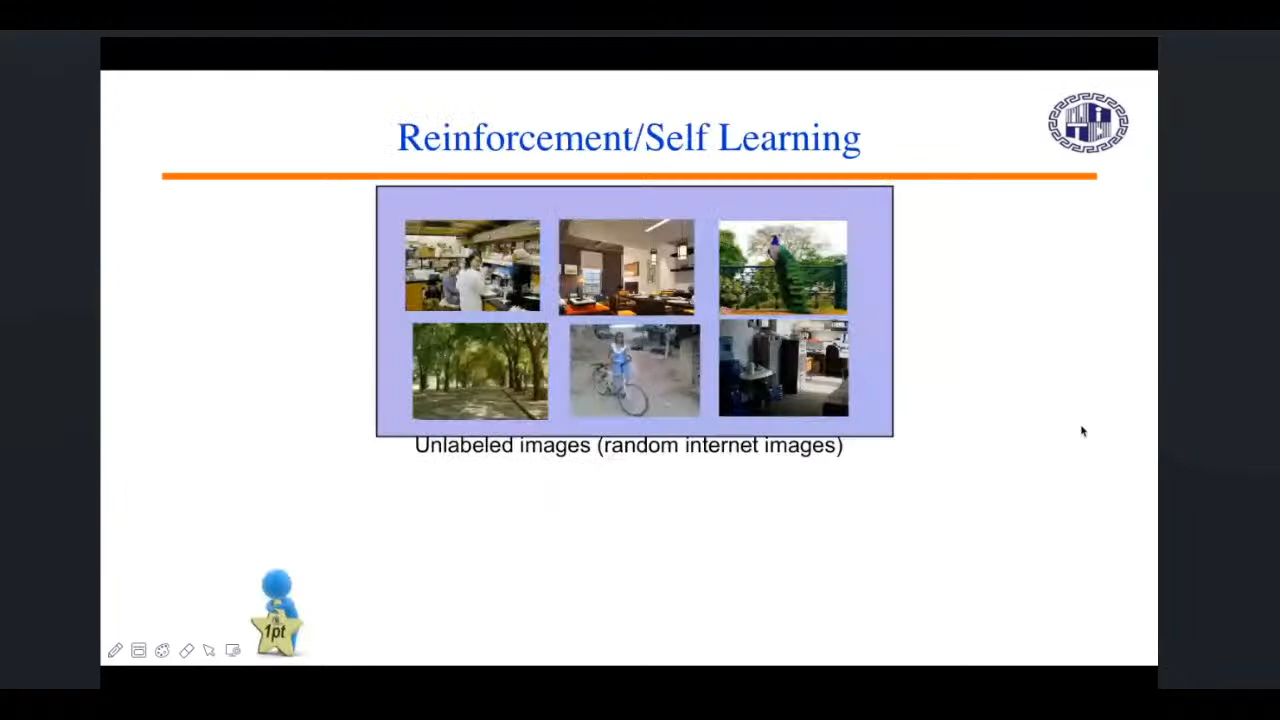 Reinforcement/Self Learning
Unlabeled images (random internet images)
1pt